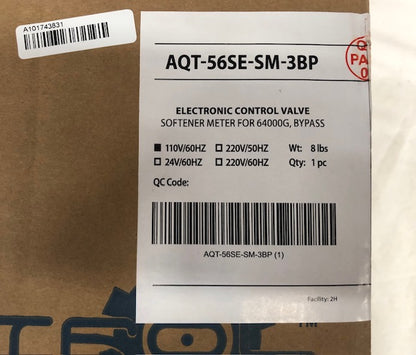 A101743831
AQT-56SE-SM-3BP
ELECTRONIC CONTROL VALVE
SOFTENER METER FOR 64000G, BYPASS
■ 110V/60HZ □ 220V/50HZ Wt: 8 lbs
□ 24V/60HZ □ 220V/60HZ Qty: 1 pc
QC Code:
AQT-56SE-SM-3BP (1)
Facility: 2H
TM